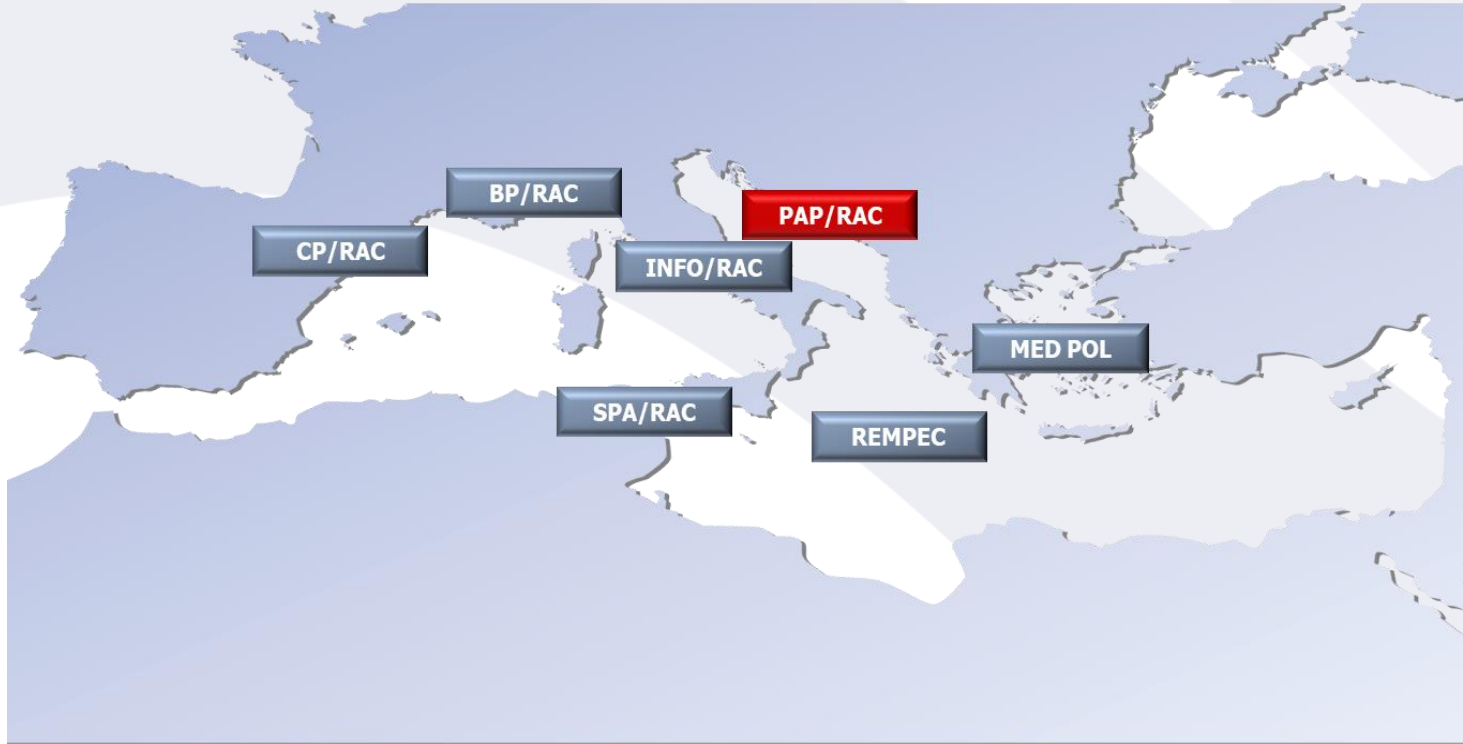 BP/RAC
PAP/RAC
CP/RAC
INFO/RAC
MED POL
SPA/RAC
REMPEC